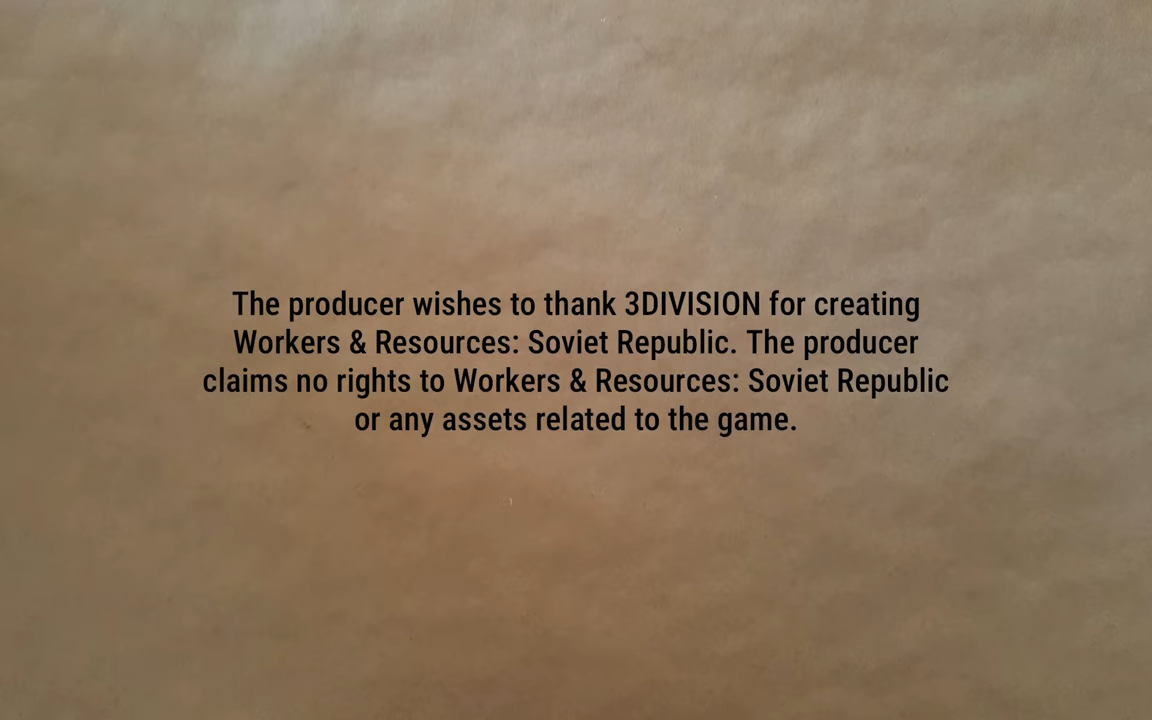 The producer wishes to thank 3DIVISION for creating
Workers & Resources: Soviet Republic. The producer
claims no rights to Workers & Resources: Soviet Republic
or any assets related to the game.